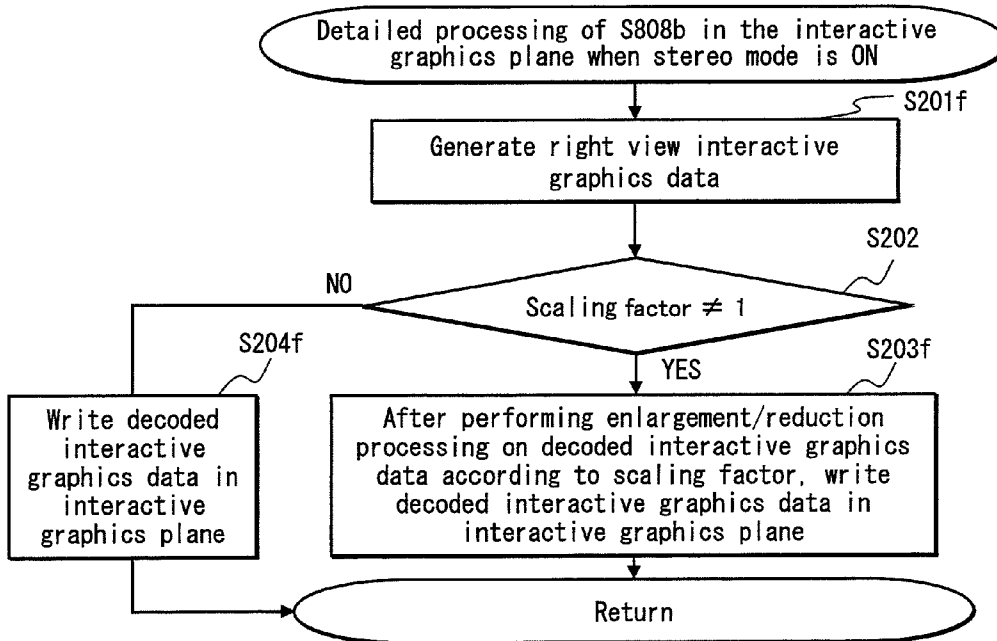 Detailed processing of S808b in the interactive
graphics plane when stereo mode is ON
S201f
Generate right view interactive
graphics data
S202
NO
Scaling factor ≠ 1
S204f
YES
S203f
Write decoded
interactive
graphics data in
interactive
graphics plane
After performing enlargement/reduction
processing on decoded interactive graphics
data according to scaling factor, write
decoded interactive graphics data in
interactive graphics plane
Return